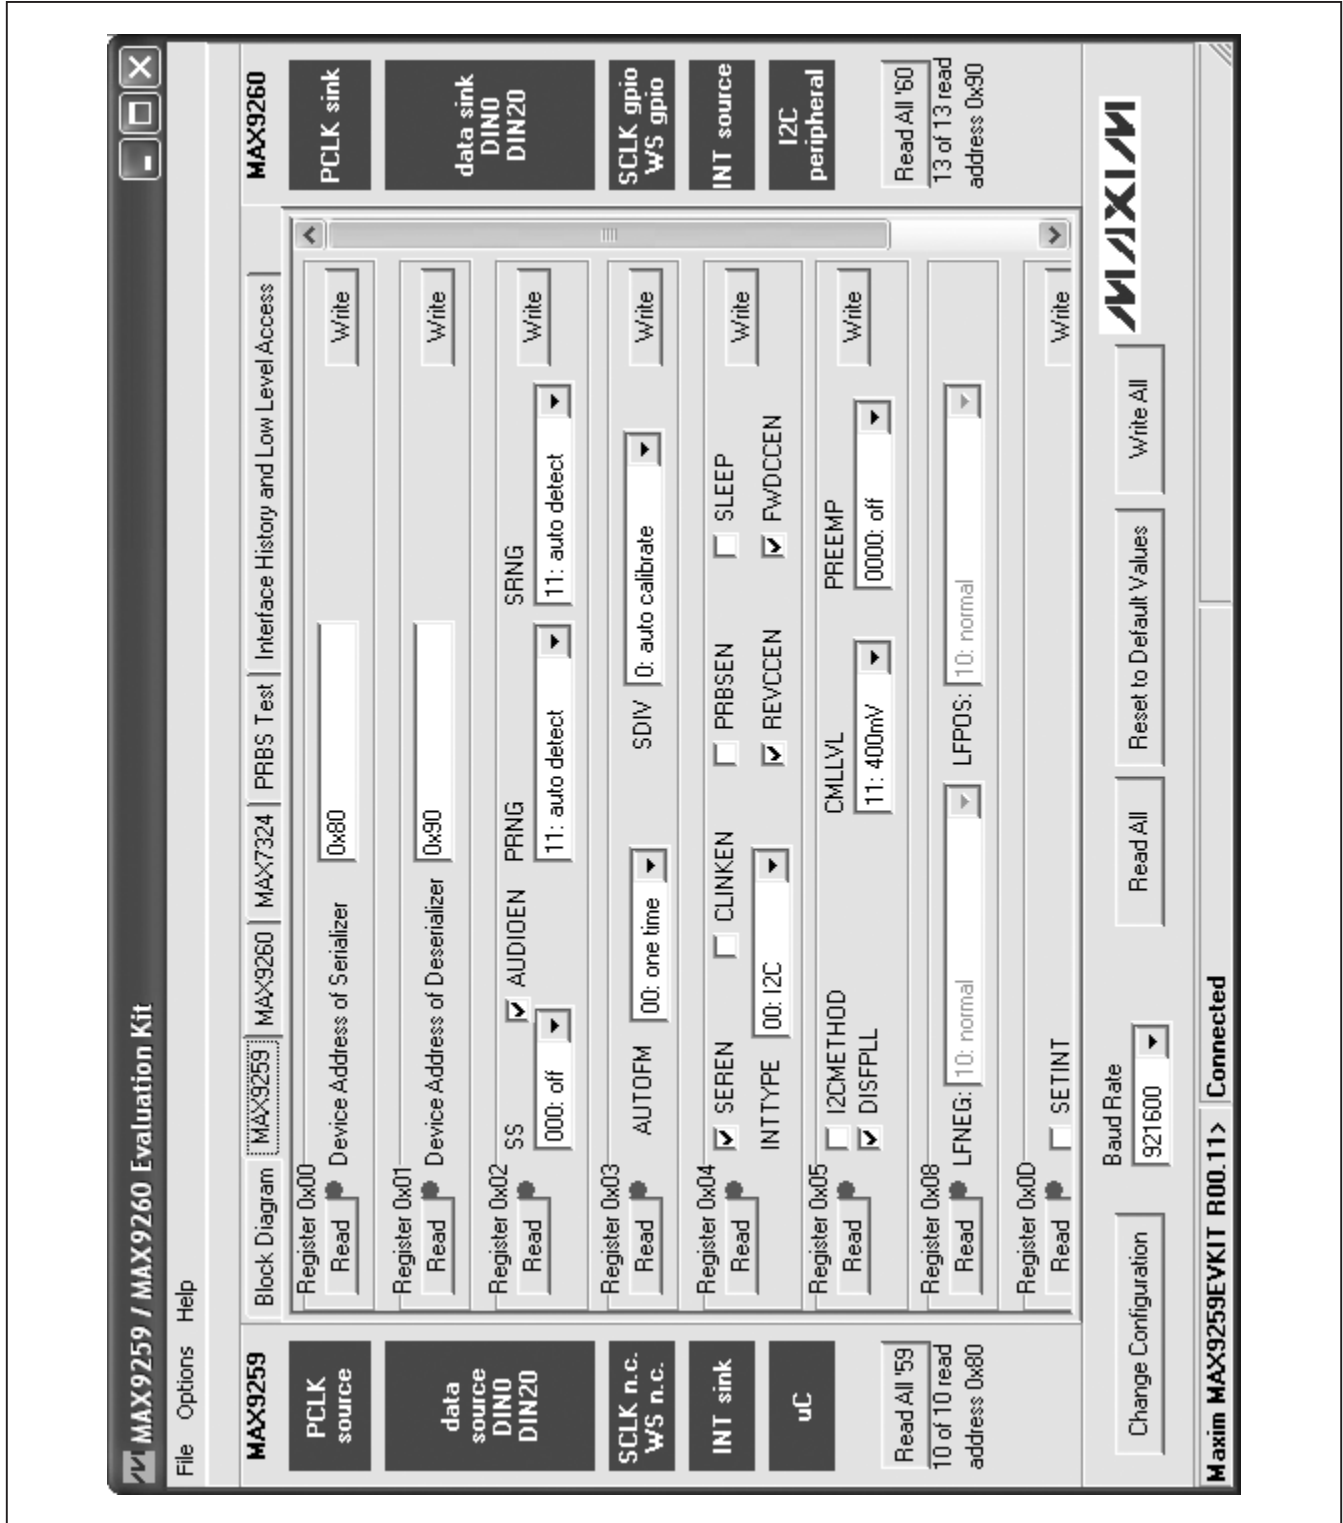 MAX9259 / MAX9260 Evaluation Kit
File Options Help
MAX9259
PCLK
source
data
source
DIN0
DIN20
SCLK n.c.
WS n.c.
INT sink
uC
Read All '59
10 of 10 read
address 0x80
Block Diagam MAX9259 MAX9260 MAX7324 PRBS Test Interface History and Low Level Access
Register 0x00
Read Device Address of Serializer 0x80 Write
Register 0x01
Read Device Address of Deserializer 0x90 Write
Register 0x02
SS AUDIOEN PRNG SRNG
Read 000: off 11: auto detect 11: auto detect Write
Register 0x03
Read AUTOFM 00: one time SDIV 0: auto calibrate Write
Register 0x04
SEREN CLINKEN PRBSEN SLEEP
Read INTTYPE 00: I2C REVCCEN FWDCCEN Write
Register 0x05
I2CMETHOD CMLLVL PREEMP
Read DISFPLL 11: 400mV 0000: off Write
Register 0x08
Read LFNEG: 10: normal LFPOS: 10: normal
Register 0x0D
Read SETINT Write
MAX9260
PCLK sink
data sink
DIN0
DIN20
SCLK gpio
WS gpio
INT source
I2C
peripheral
Read All '60
13 of 13 read
address 0x90
Change Configuration
Baud Rate
921600
Read All
Reset to Default Values
Write All
MAXIM
Maxim MAX9259EVKIT R00.11> Connected